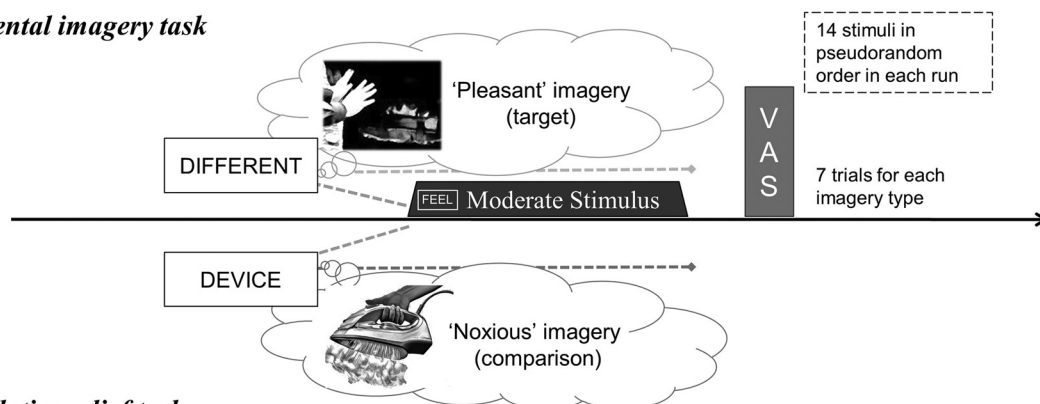 ental imagery task
14 stimuli in
pseudorandom
order in each run
'Pleasant' imagery
(target)
DIFFERENT
VAS
7 trials for each
imagery type
FEEL Moderate Stimulus
DEVICE
'Noxious' imagery
(comparison)